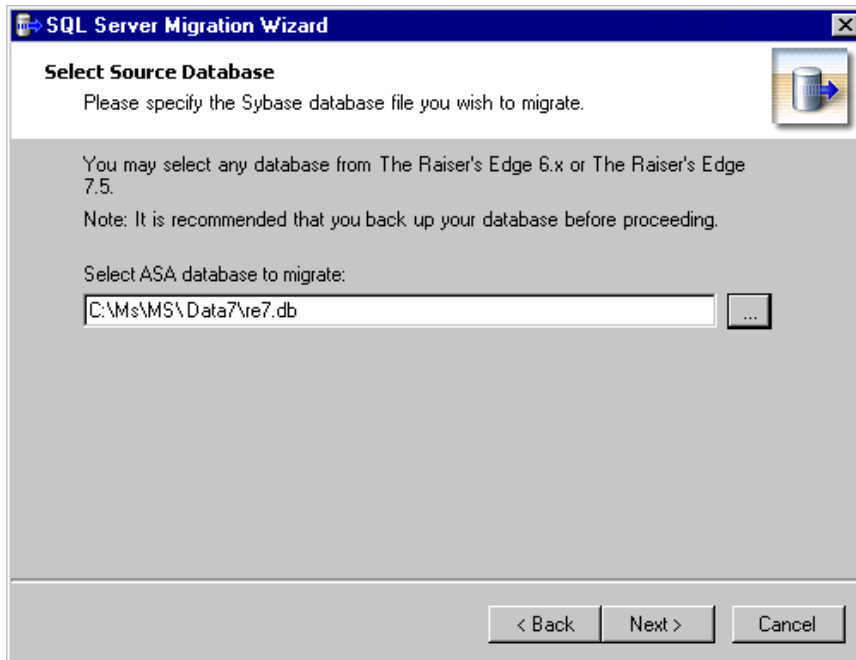 SQL Server Migration Wizard
Select Source Database
Please specify the Sybase database file you wish to migrate.
You may select any database from The Raiser's Edge 6.x or The Raiser's Edge
7.5.
Note: It is recommended that you back up your database before proceeding.
Select ASA database to migrate:
C:\Ms\MS\Data7\re7.db
...
< Back Next > Cancel